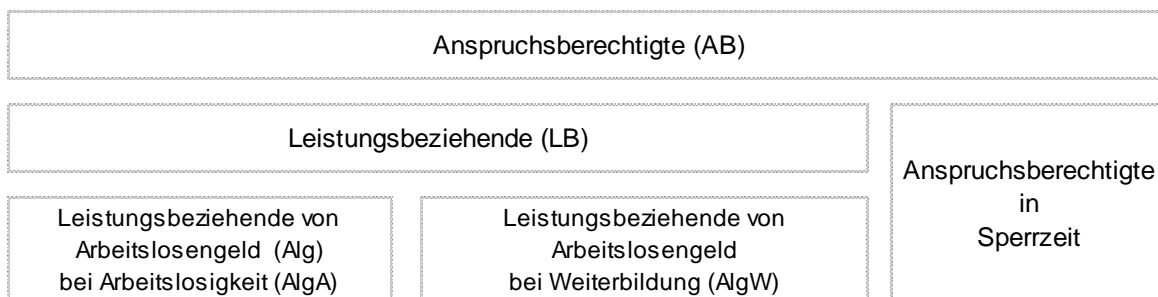 Anspruchsberechtigte (AB)
Leistungsbeziehende (LB)
Anspruchsberechtigte
in
Sperrzeit
Leistungsbeziehende von
Arbeitslosengeld (Alg)
bei Arbeitslosigkeit (AlgA)
Leistungsbeziehende von
Arbeitslosengeld
bei Weiterbildung (AlgW)